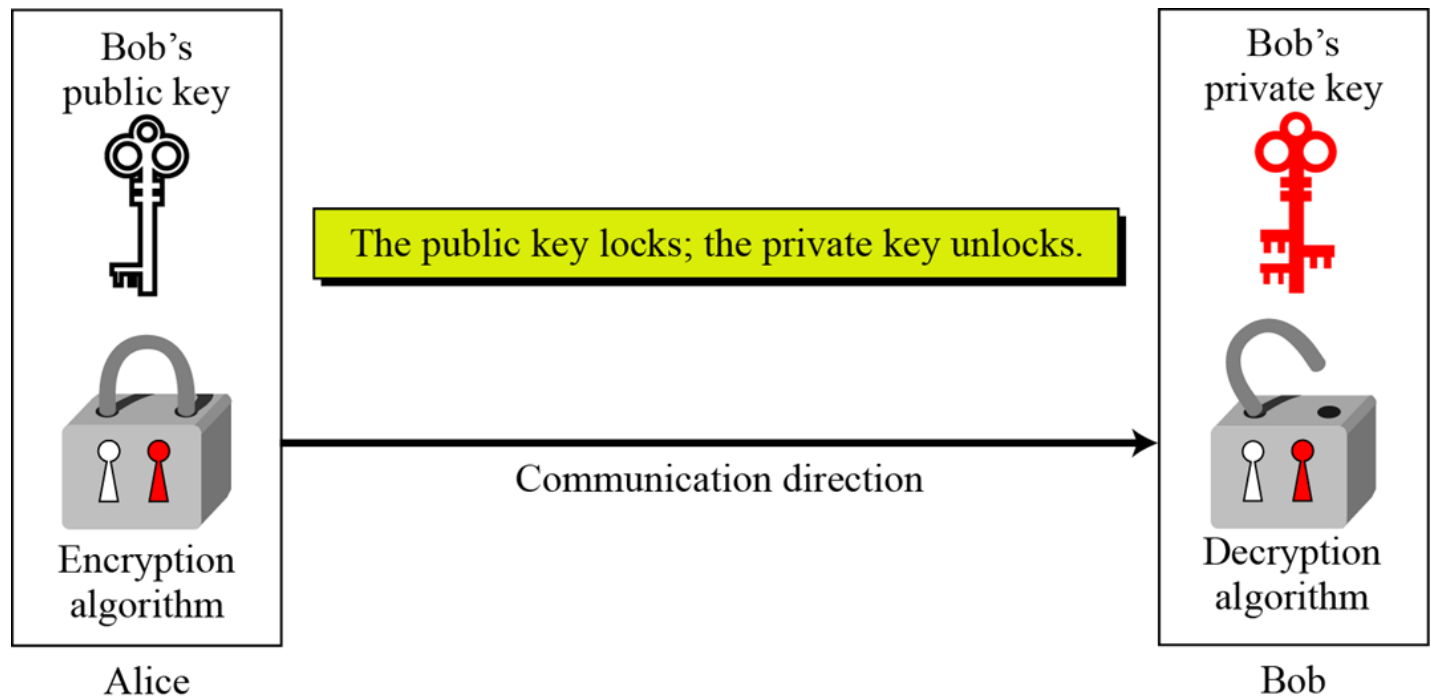 Bob’s
public key
Bob’s
private key
The public key locks; the private key unlocks.
Communication direction
Encryption
algorithm
Decryption
algorithm
Alice
Bob